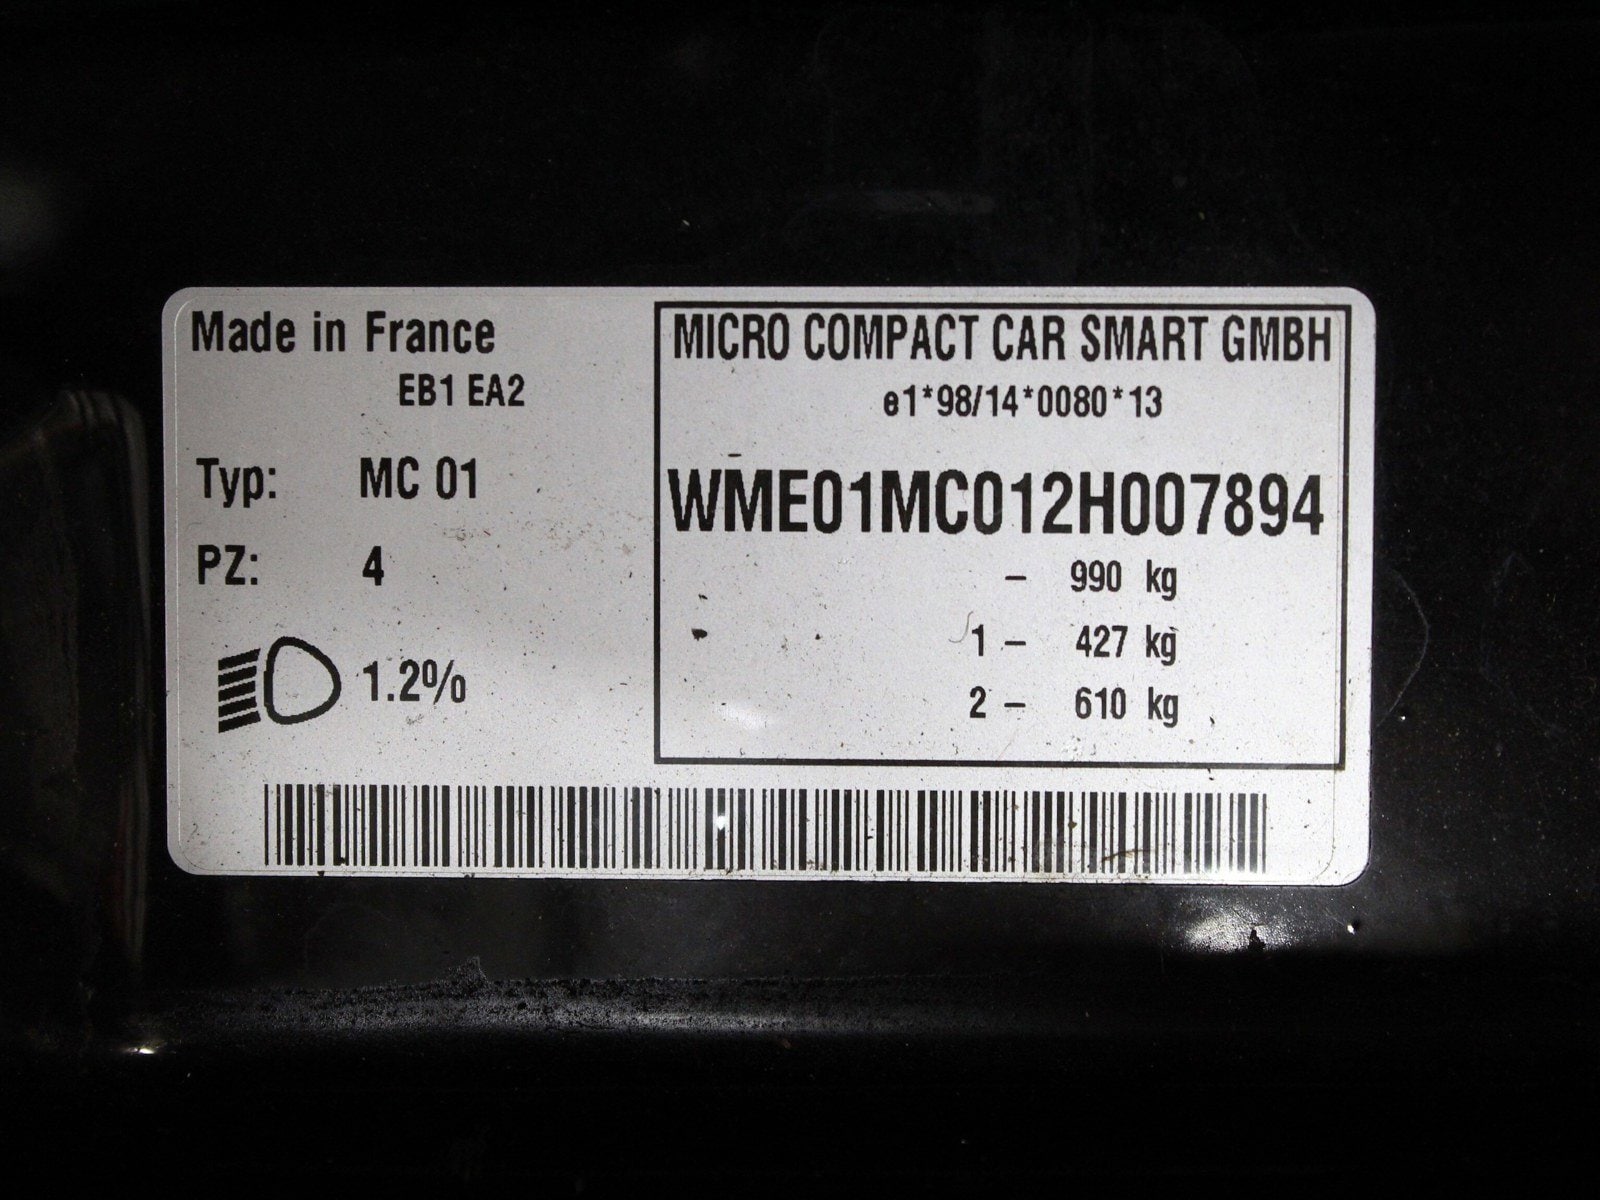 Made in France
EB1 EA2
Typ: MC 01
PZ: 4
1.2%
MICRO COMPACT CAR SMART GMBH
e1*98/14*0080*13
WME01MC012H007894
– 990 kg
1 – 427 kg
2 – 610 kg